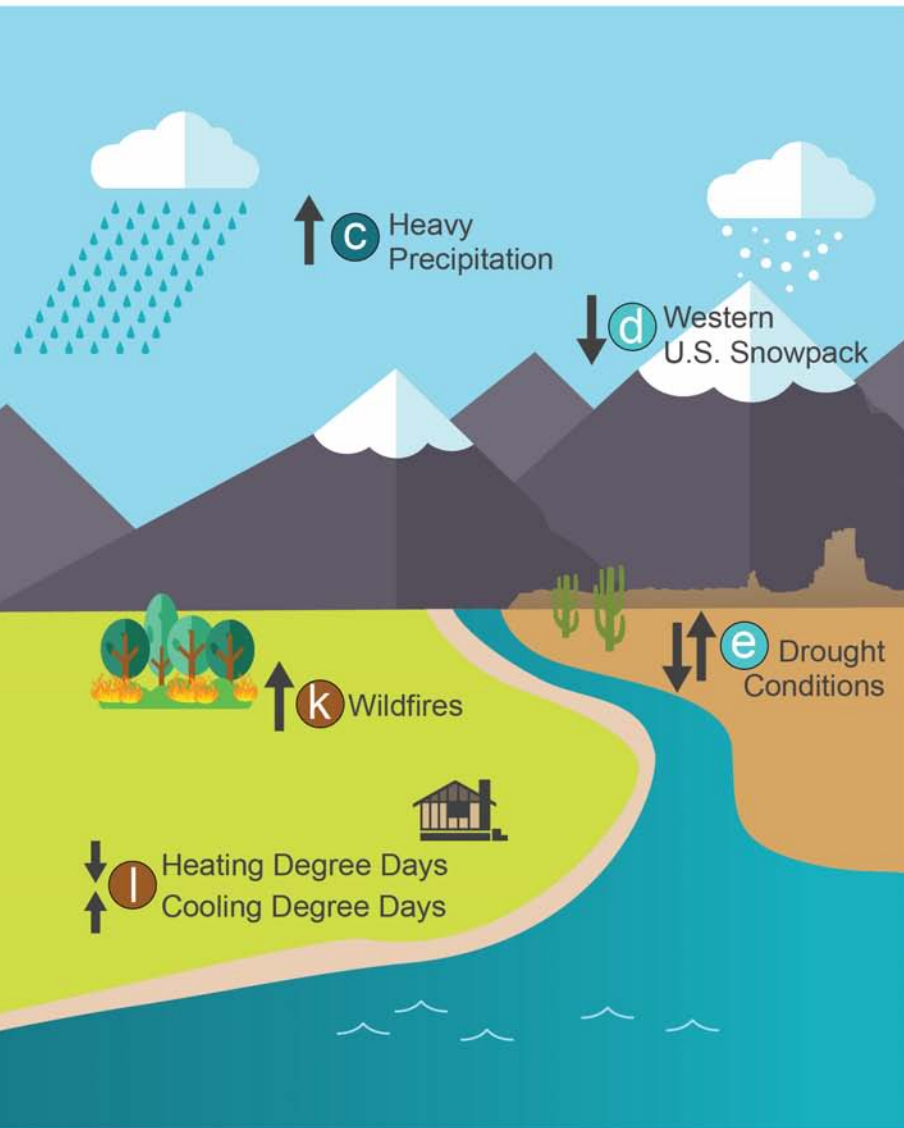 c Heavy
Precipitation
d Western
U.S. Snowpack
e Drought
Conditions
k Wildfires
l Heating Degree Days
Cooling Degree Days